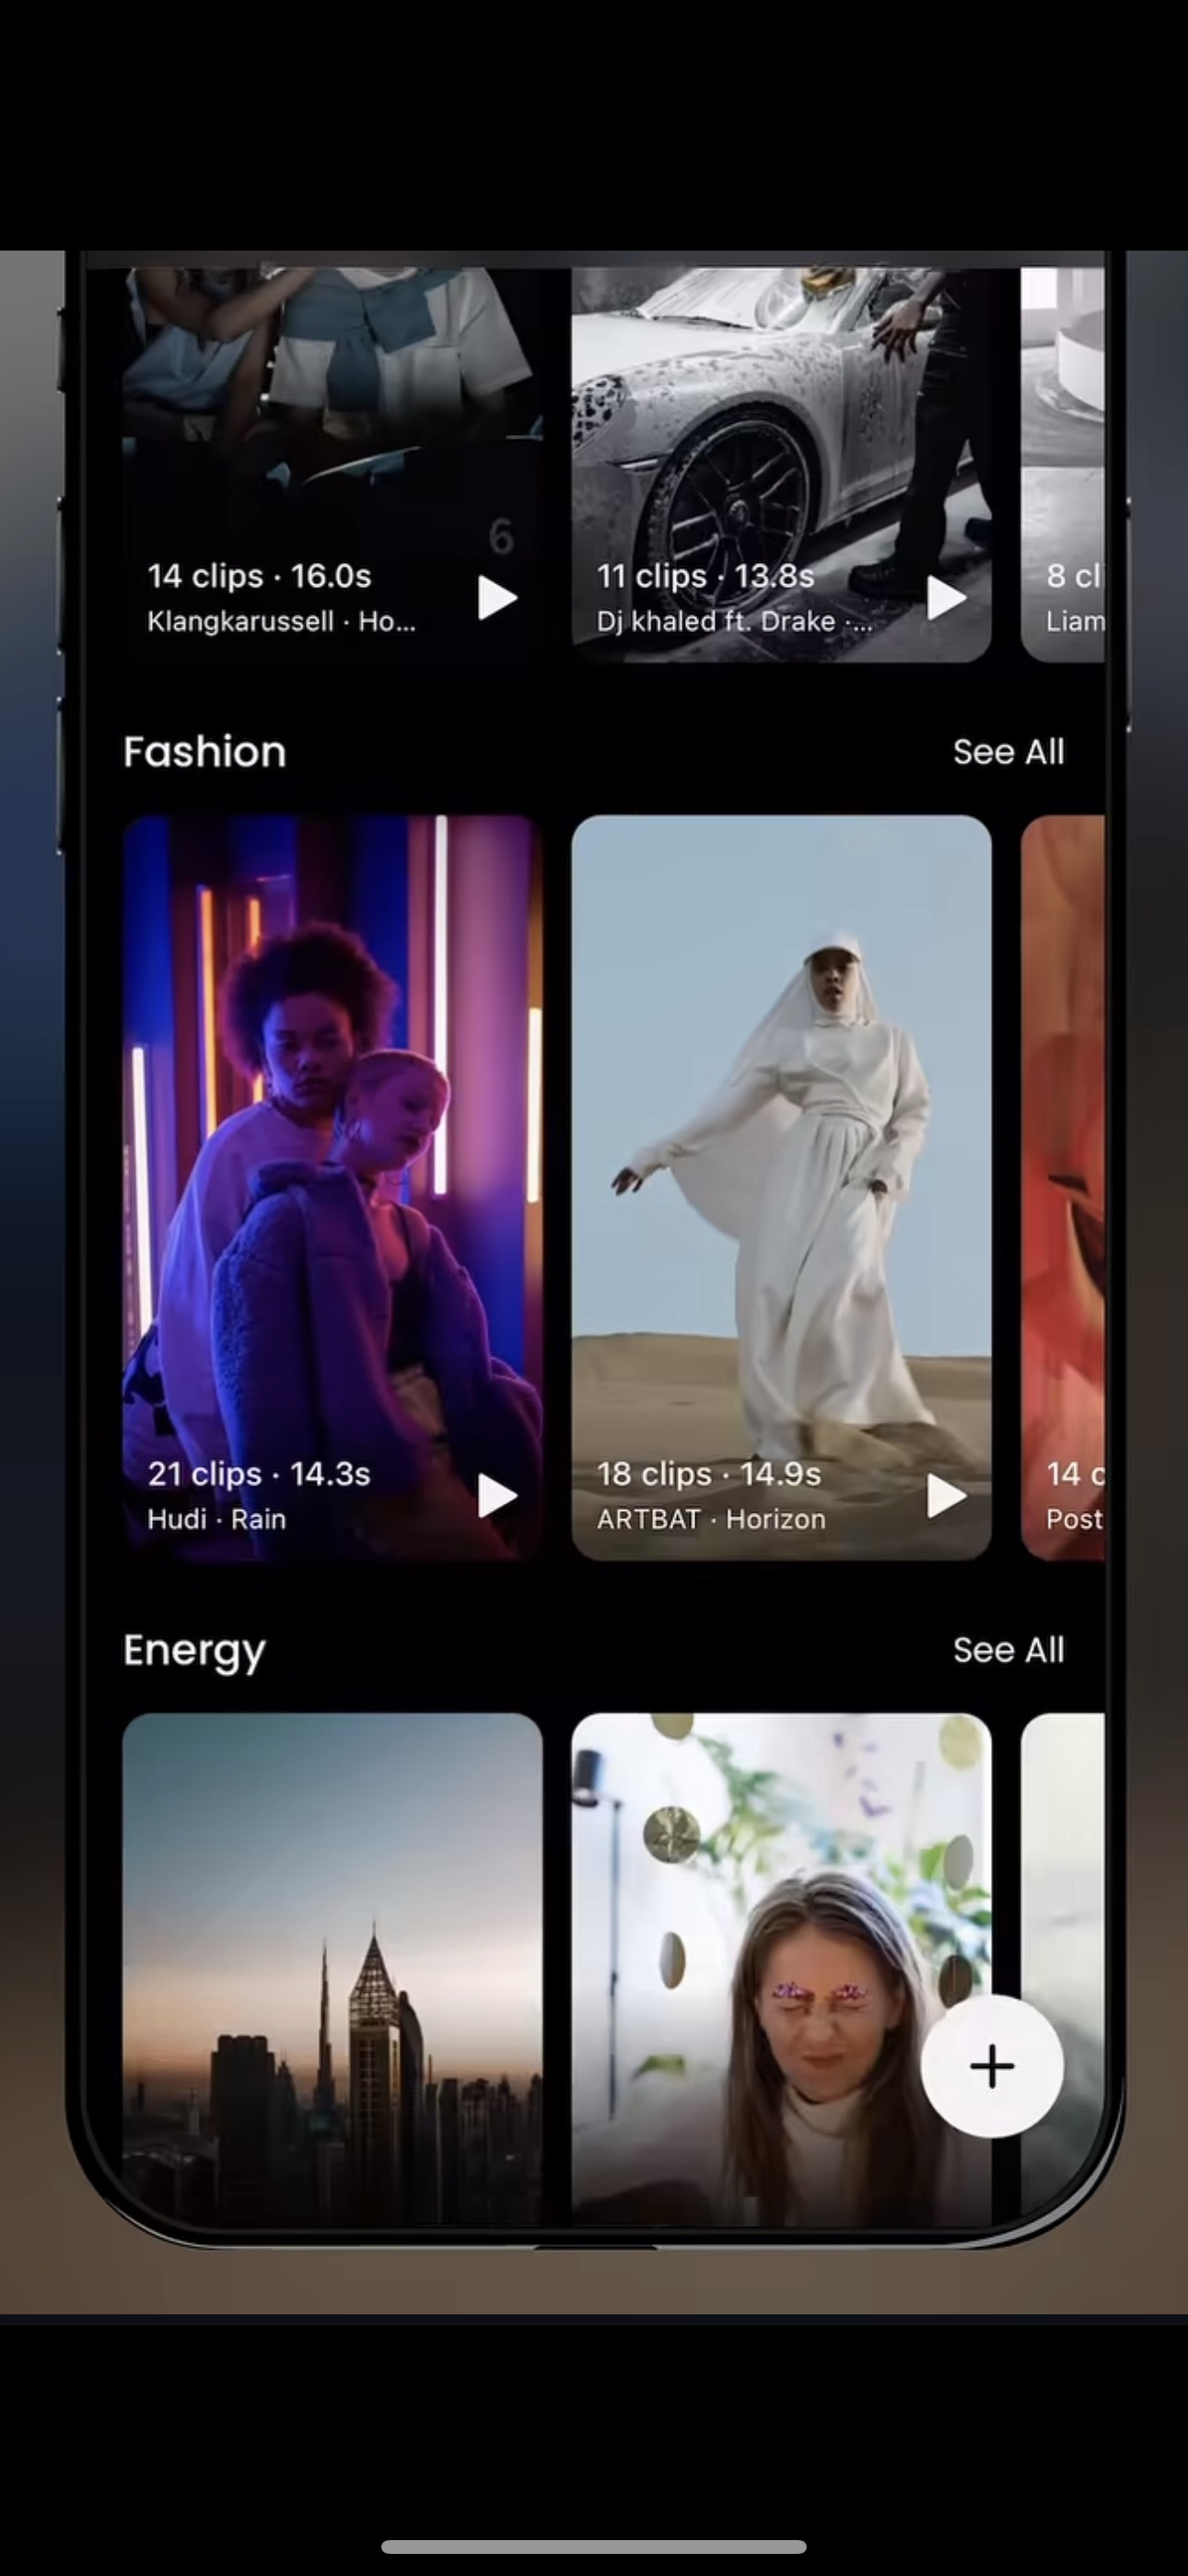 6
14 clips · 16.0s
Klangkarussell · Ho...
11 clips · 13.8s
Dj khaled ft. Drake ·...
8 cl
Liam
Fashion
See All
21 clips · 14.3s
Hudi · Rain
18 clips · 14.9s
ARTBAT · Horizon
14 c
Post
Energy
See All